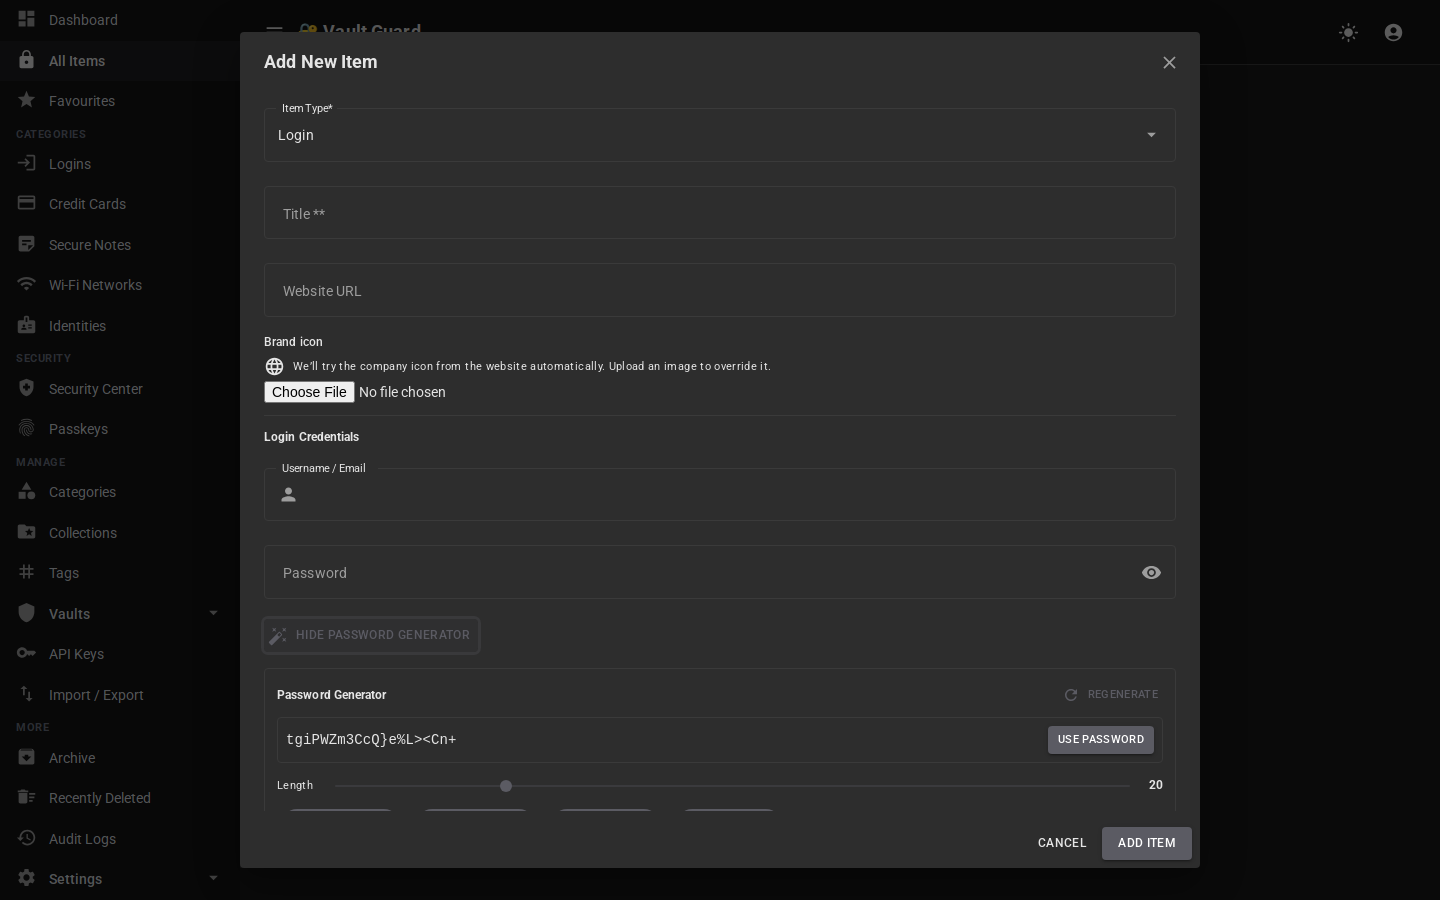 Dashboard
All Items
Favourites
CATEGORIES
Logins
Credit Cards
Secure Notes
Wi-Fi Networks
Identities
SECURITY
Security Center
Passkeys
MANAGE
Categories
Collections
Tags
Vaults
API Keys
Import / Export
MORE
Archive
Recently Deleted
Audit Logs
Settings
Vault Guard
Add New Item
Item Type*
Login
Title **
Website URL
Brand icon
We'll try the company icon from the website automatically. Upload an image to override it.
Choose File No file chosen
Login Credentials
Username / Email
Password
HIDE PASSWORD GENERATOR
Password Generator
REGENERATE
tgiPWZm3CcQ}e%L><Cn+
USE PASSWORD
Length
20
CANCEL
ADD ITEM